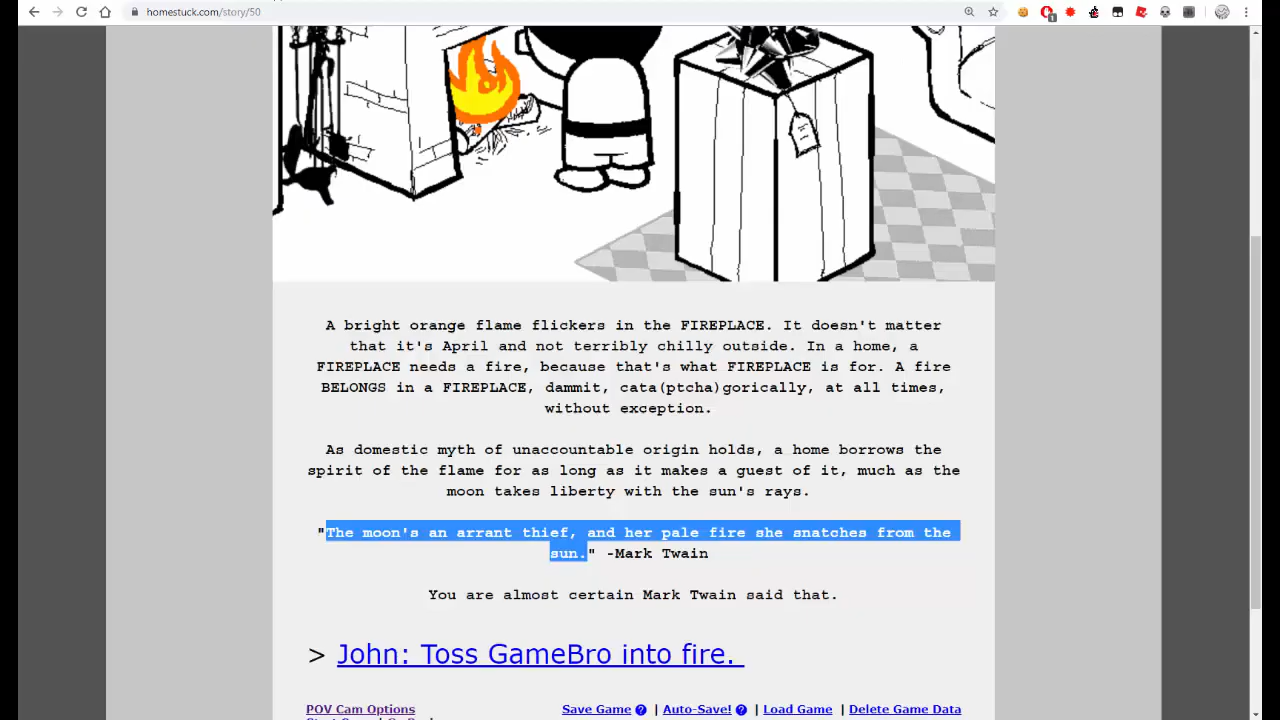 homestuck.com/story/50
1
A bright orange flame flickers in the FIREPLACE. It doesn't matter
that it's April and not terribly chilly outside. In a home, a
FIREPLACE needs a fire, because that's what FIREPLACE is for. A fire
BELONGS in a FIREPLACE, dammit, cata(ptcha)gorically, at all times,
without exception.
As domestic myth of unaccountable origin holds, a home borrows the
spirit of the flame for as long as it makes a guest of it, much as the
moon takes liberty with the sun's rays.
"The moon's an arrant thief, and her pale fire she snatches from the
sun." -Mark Twain
You are almost certain Mark Twain said that.
> John: Toss GameBro into fire.
POV Cam Options Save Game ? | Auto-Save! ? | Load Game | Delete Game Data